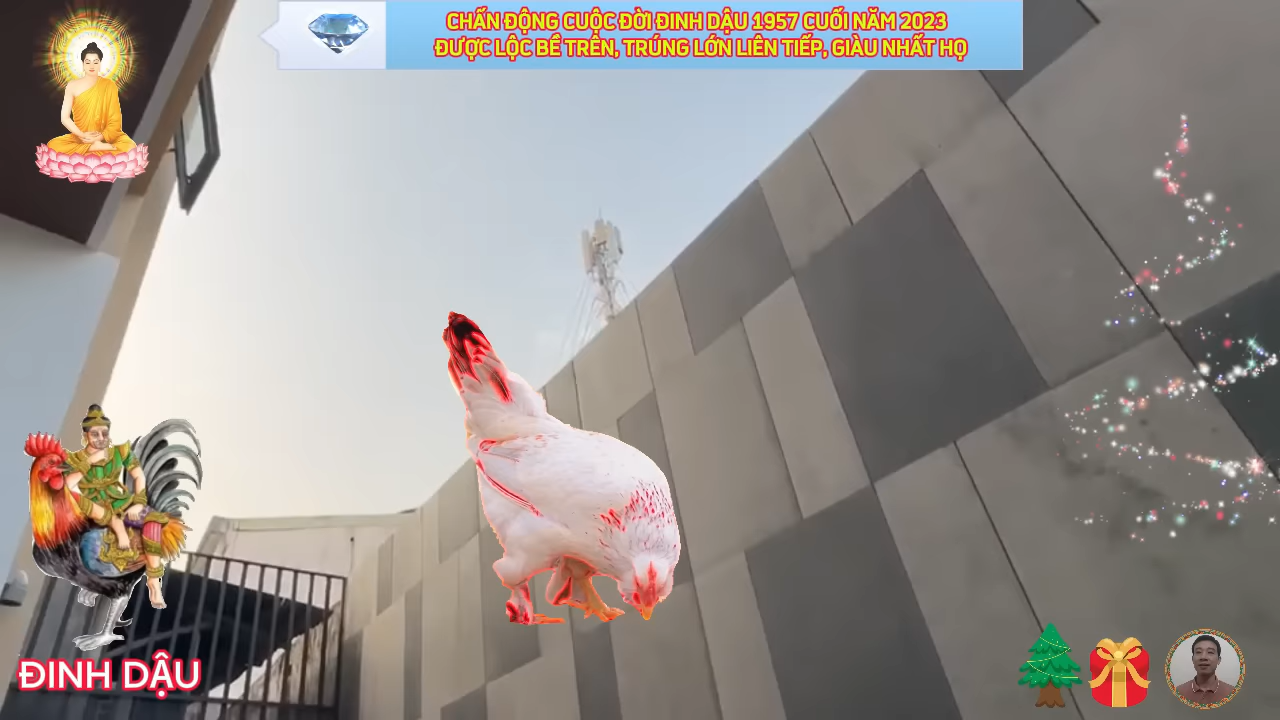 CHẤN ĐỘNG CUỘC ĐỜI ĐINH DẬU 1957 CUỐI NĂM 2023
ĐƯỢC LỘC BỀ TRÊN, TRÚNG LỚN LIÊN TIẾP, GIÀU NHẤT HỌ
ĐINH DẬU